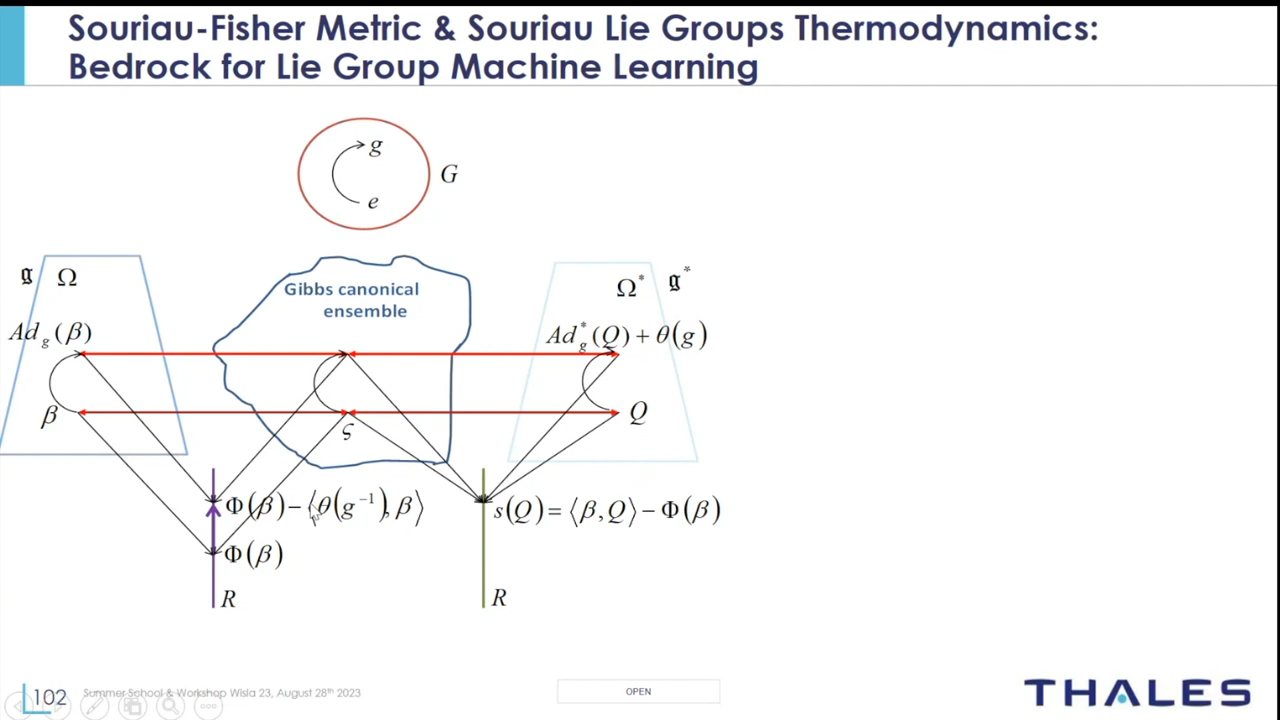 Souriau-Fisher Metric & Souriau Lie Groups Thermodynamics:
Bedrock for Lie Group Machine Learning
g
G
e
𝔤 Ω
Gibbs canonical
ensemble
Ω* 𝔤*
Ad_g(β)
Ad*_g(Q) + θ(g)
β
ς
Q
Φ(β) − ⟨θ(g⁻¹), β⟩
s(Q) = ⟨β, Q⟩ − Φ(β)
Φ(β)
R
R
102
Summer School & Workshop Wisla 23, August 28th 2023
OPEN
THALES